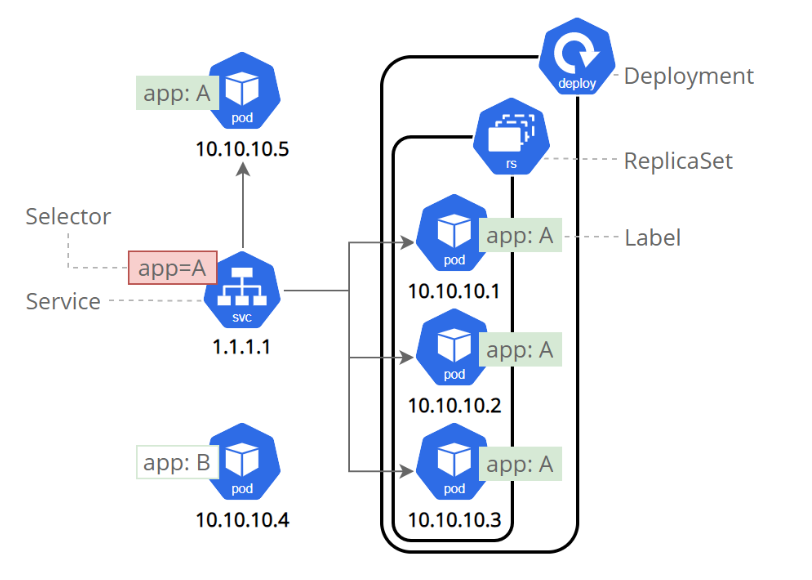 deploy
Deployment
app: A
pod
10.10.10.5
rs
ReplicaSet
Selector
app=A
Service
svc
1.1.1.1
pod
app: A
Label
10.10.10.1
pod
app: A
10.10.10.2
app: B
pod
10.10.10.4
pod
app: A
10.10.10.3